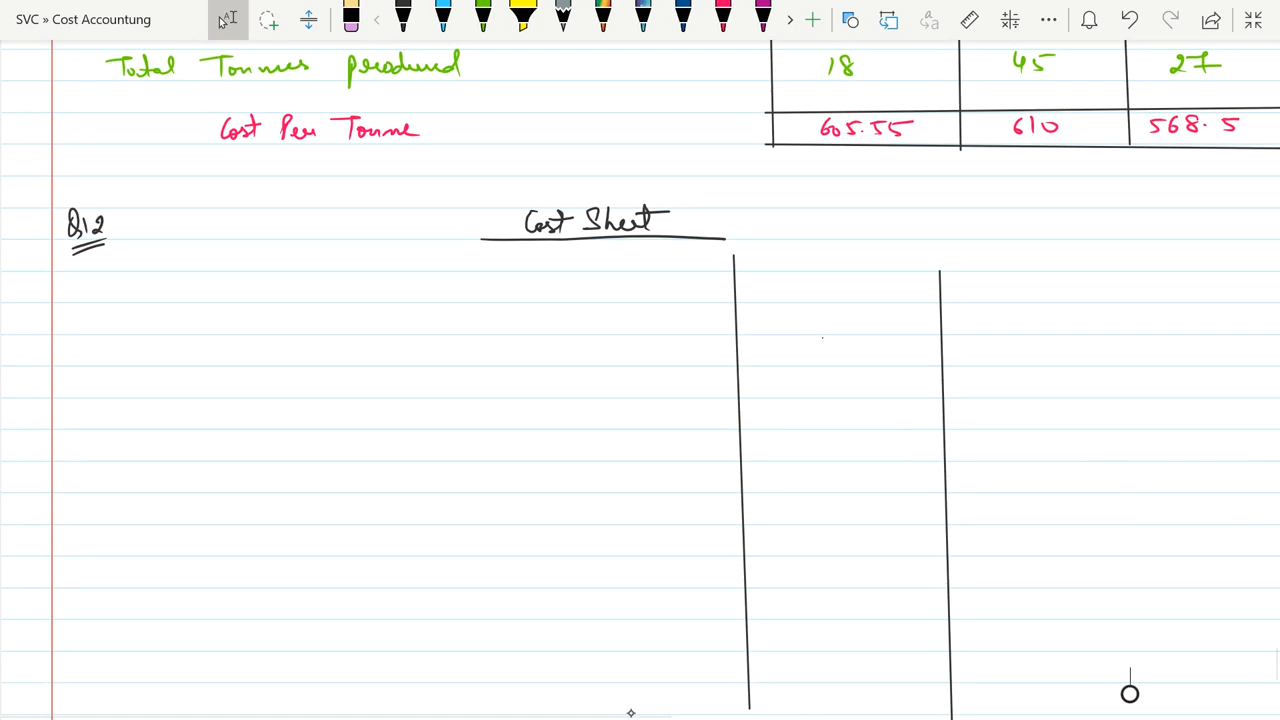 SVC » Cost Accountung
Total Tonnes produced 18 45 27
Cost Per Tonne 605.55 610 568.5
Q12 Cost Sheet